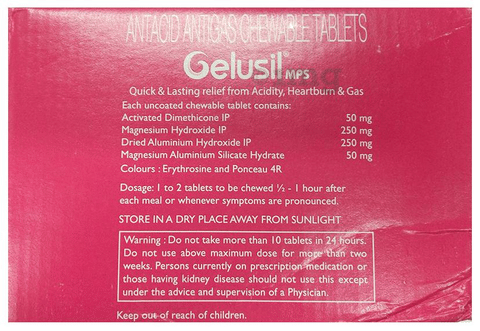 ANTACID ANTIGAS CHEWABLE TABLETS
Gelusil® MPS
Quick & Lasting relief from Acidity, Heartburn & Gas
Each uncoated chewable tablet contains:
Activated Dimethicone IP 50 mg
Magnesium Hydroxide IP 250 mg
Dried Aluminium Hydroxide IP 250 mg
Magnesium Aluminium Silicate Hydrate 50 mg
Colours : Erythrosine and Ponceau 4R
Dosage: 1 to 2 tablets to be chewed ½ - 1 hour after
each meal or whenever symptoms are pronounced.
STORE IN A DRY PLACE AWAY FROM SUNLIGHT
Warning : Do not take more than 10 tablets in 24 hours.
Do not use above maximum dose for more than two
weeks. Persons currently on prescription medication or
those having kidney disease should not use this except
under the advice and supervision of a Physician.
Keep out of reach of children.